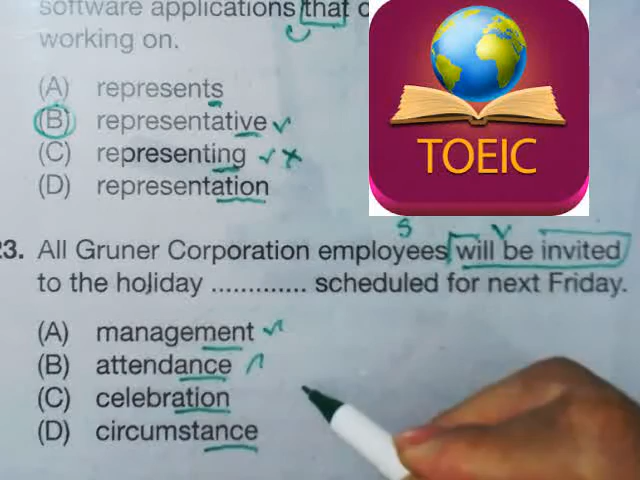 software applications that
working on.
(A) represents
(B) representative
(C) representing
(D) representation
TOEIC
S V
23. All Gruner Corporation employees will be invited
to the holiday ............. scheduled for next Friday.
(A) management
(B) attendance
(C) celebration
(D) circumstance